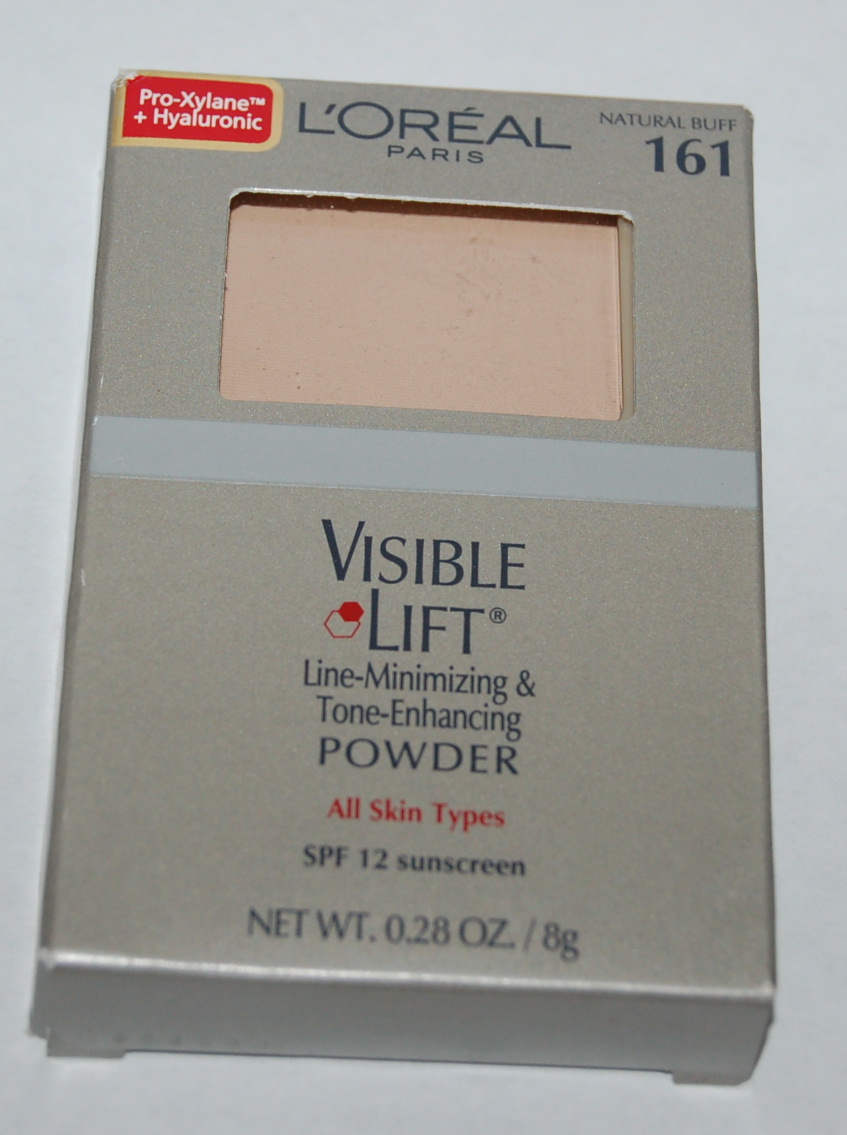 Pro-Xylane™
+ Hyaluronic
L'ORÉAL
PARIS
NATURAL BUFF
161
VISIBLE
LIFT®
Line-Minimizing &
Tone-Enhancing
POWDER
All Skin Types
SPF 12 sunscreen
NET WT. 0.28 OZ. / 8g